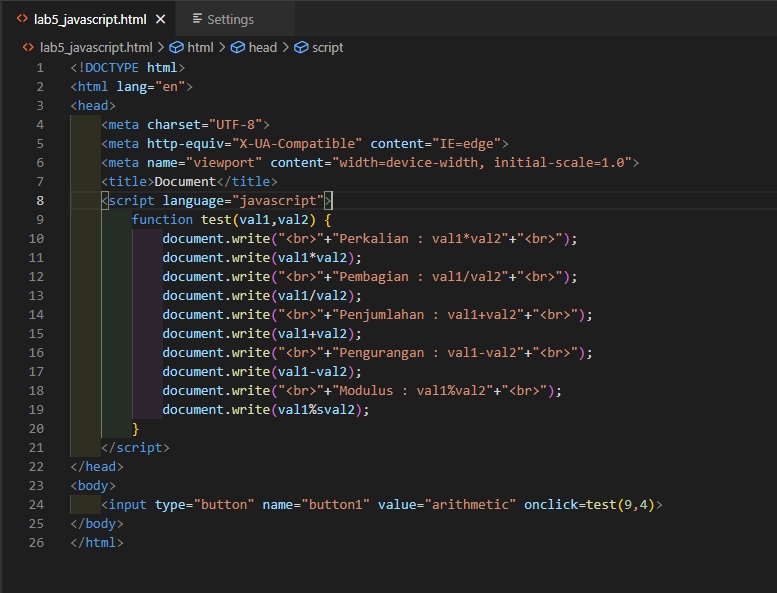 lab5_javascript.html Settings
lab5_javascript.html > html > head > script
1 <!DOCTYPE html>
2 <html lang="en">
3 <head>
4 <meta charset="UTF-8">
5 <meta http-equiv="X-UA-Compatible" content="IE=edge">
6 <meta name="viewport" content="width=device-width, initial-scale=1.0">
7 <title>Document</title>
8 <script language="javascript">
9 function test(val1,val2) {
10 document.write("<br>"+"Perkalian : val1*val2"+"<br>");
11 document.write(val1*val2);
12 document.write("<br>"+"Pembagian : val1/val2"+"<br>");
13 document.write(val1/val2);
14 document.write("<br>"+"Penjumlahan : val1+val2"+"<br>");
15 document.write(val1+val2);
16 document.write("<br>"+"Pengurangan : val1-val2"+"<br>");
17 document.write(val1-val2);
18 document.write("<br>"+"Modulus : val1%val2"+"<br>");
19 document.write(val1%sval2);
20 }
21 </script>
22 </head>
23 <body>
24 <input type="button" name="button1" value="arithmetic" onclick=test(9,4)>
25 </body>
26 </html>